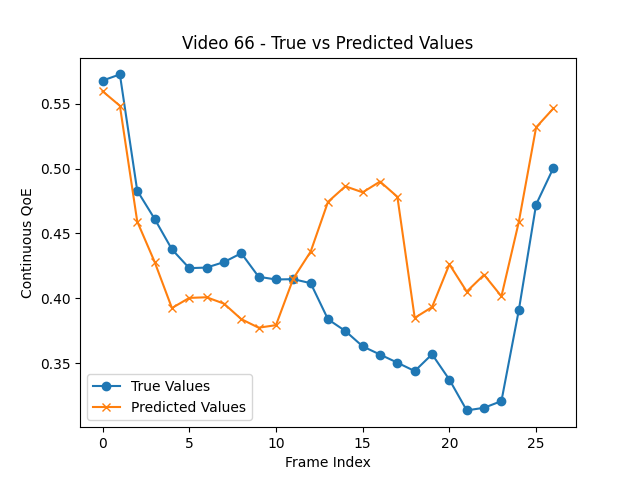 Video 66 - True vs Predicted Values
Continuous QoE
0.55
0.50
0.45
0.40
0.35
True Values
Predicted Values
0
5
10
15
20
25
Frame Index